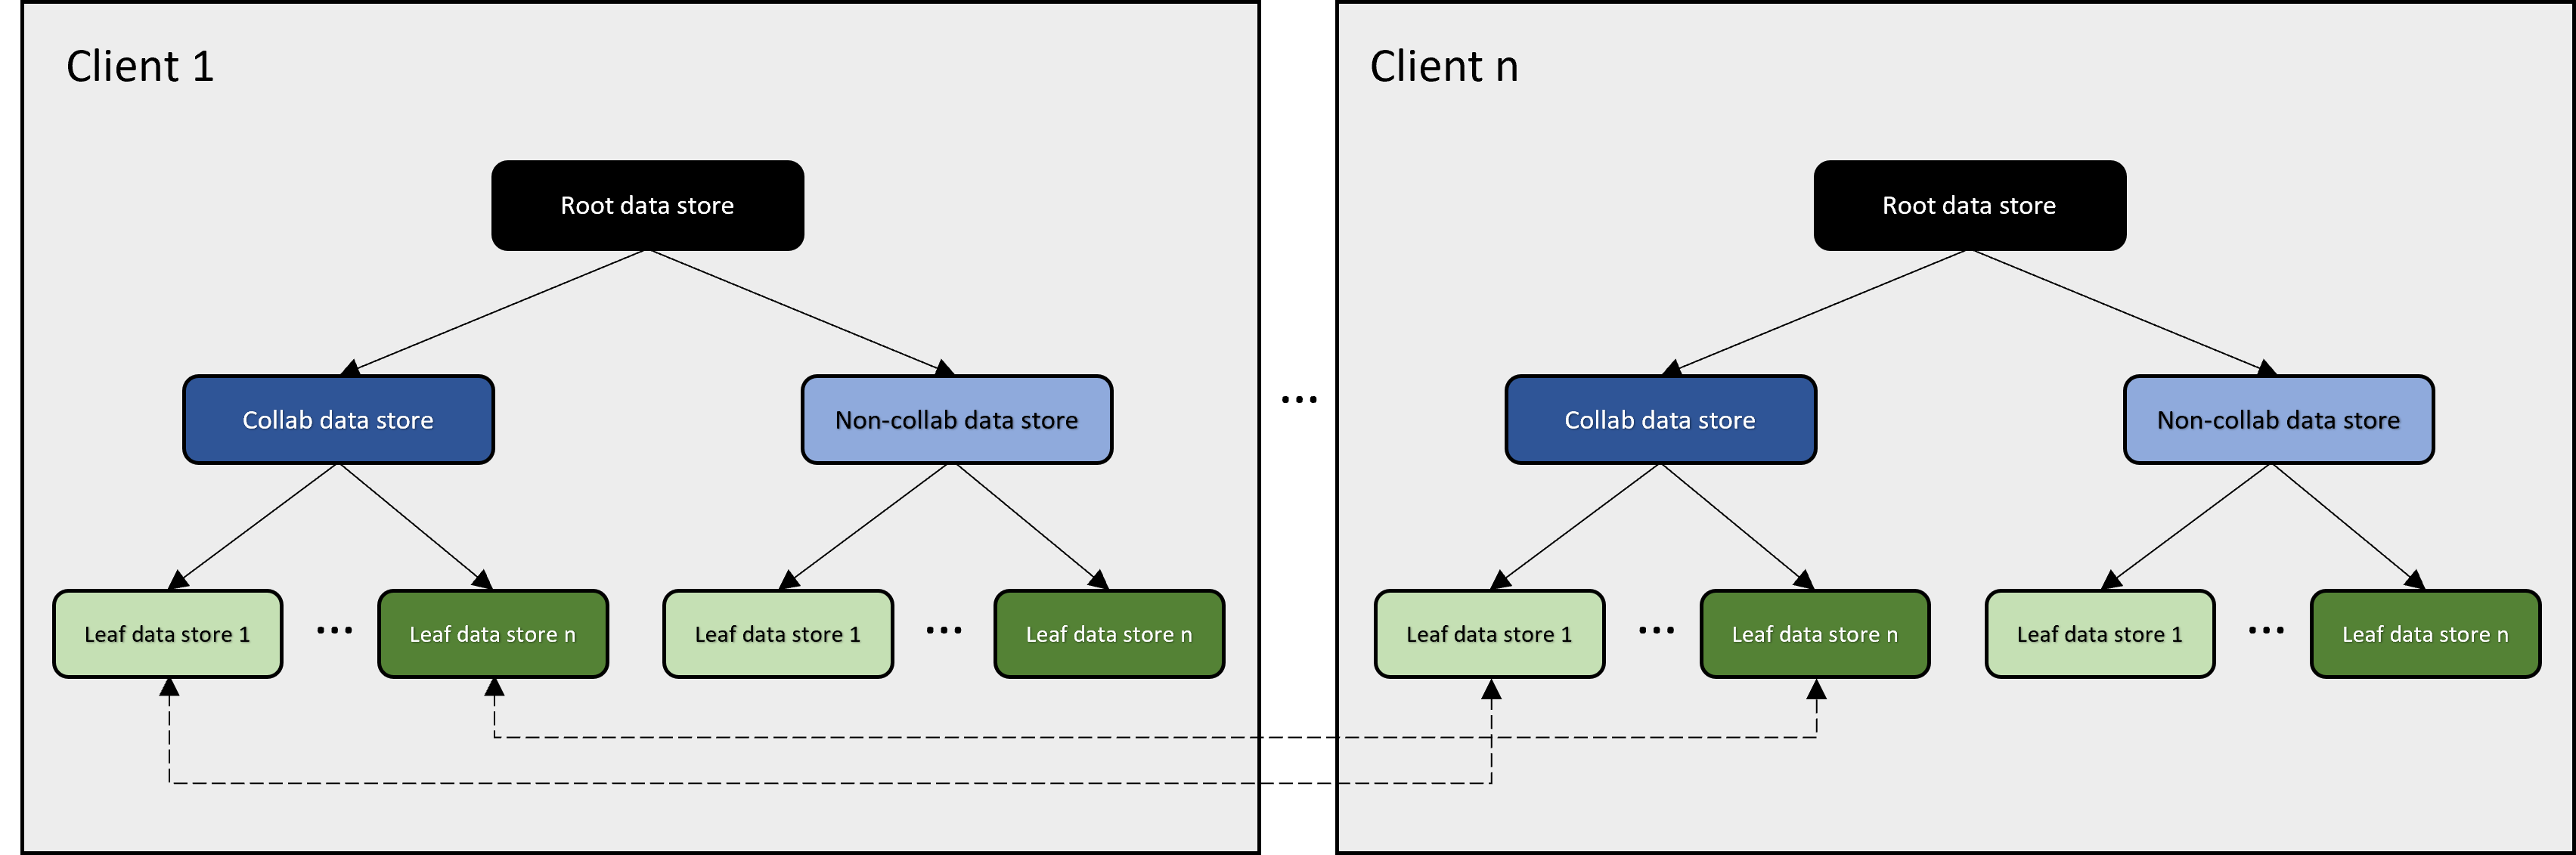 Client 1
Root data store
Collab data store
Non-collab data store
Leaf data store 1
...
Leaf data store n
Leaf data store 1
...
Leaf data store n
...
Client n
Root data store
Collab data store
Non-collab data store
Leaf data store 1
...
Leaf data store n
Leaf data store 1
...
Leaf data store n